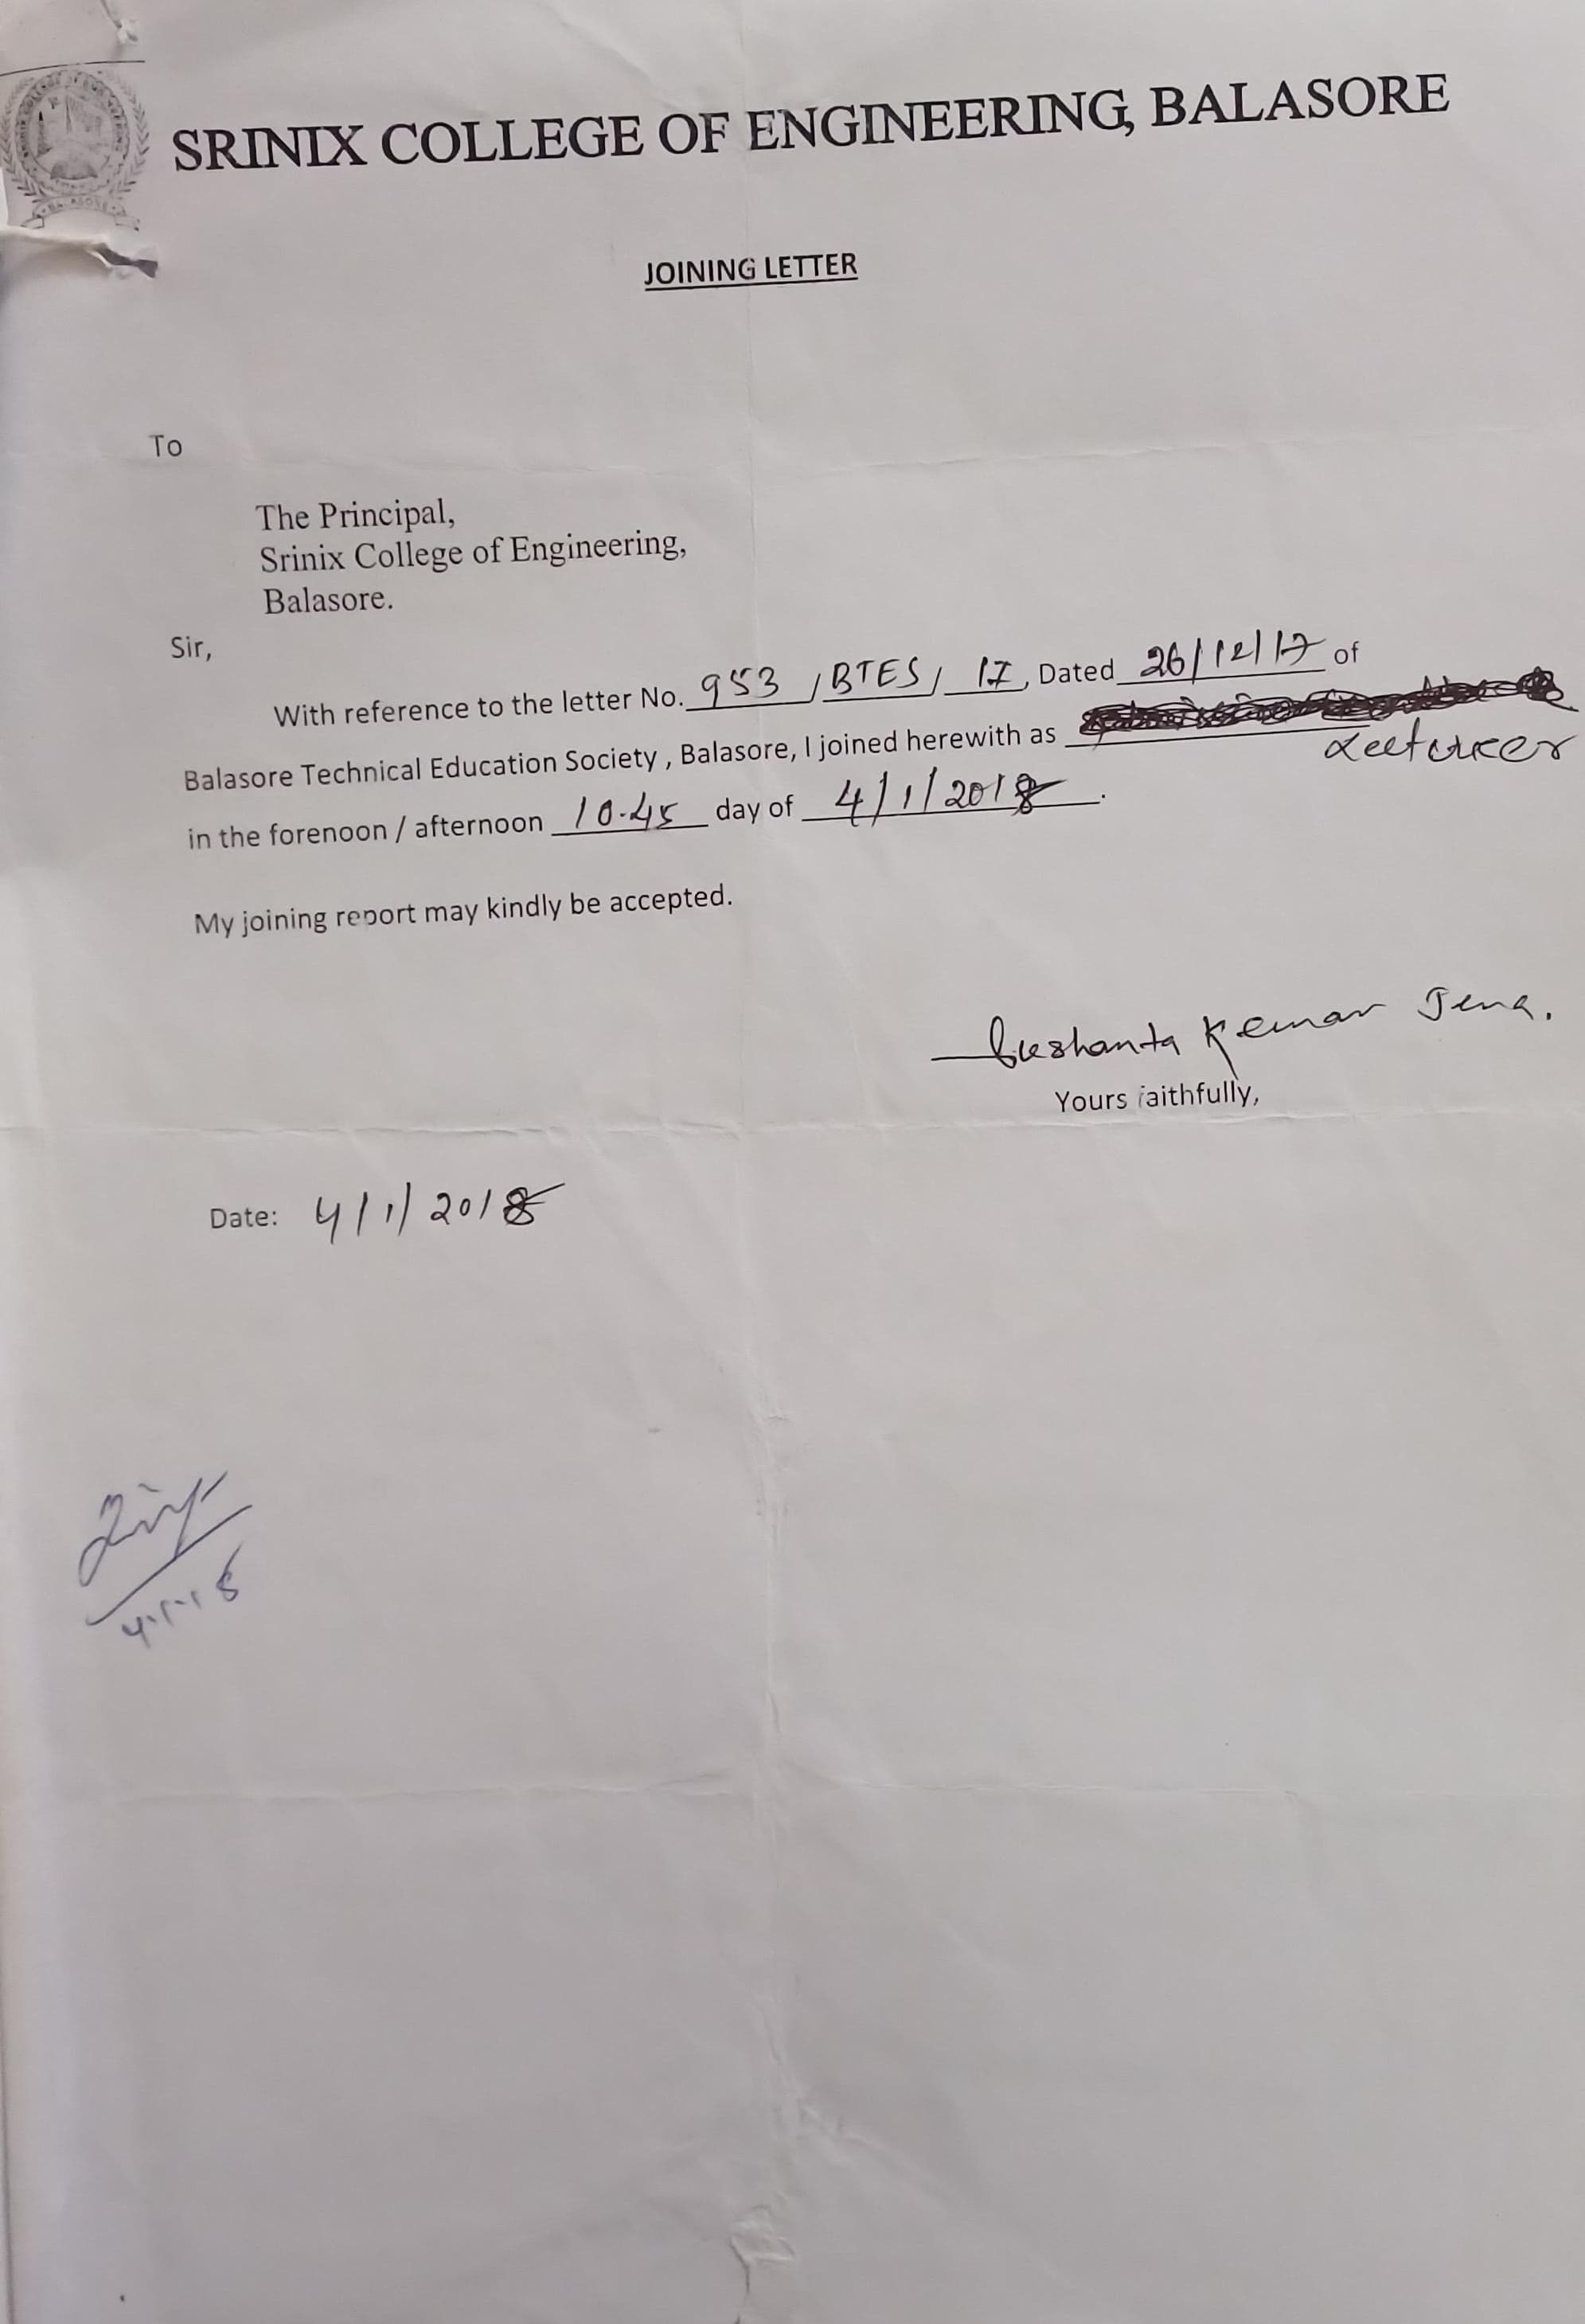 SRINIX COLLEGE OF ENGINEERING, BALASORE
JOINING LETTER
To
The Principal,
Srinix College of Engineering,
Balasore.
Sir,
With reference to the letter No. 953 / BTES / 17, Dated 26/12/17 of
Balasore Technical Education Society , Balasore, I joined herewith as
Lecturer
in the forenoon / afternoon 10.45 day of 4/1/2018.
My joining report may kindly be accepted.
Sushanta Kumar Jena.
Yours faithfully,
Date: 4/1/2018
4.1.18